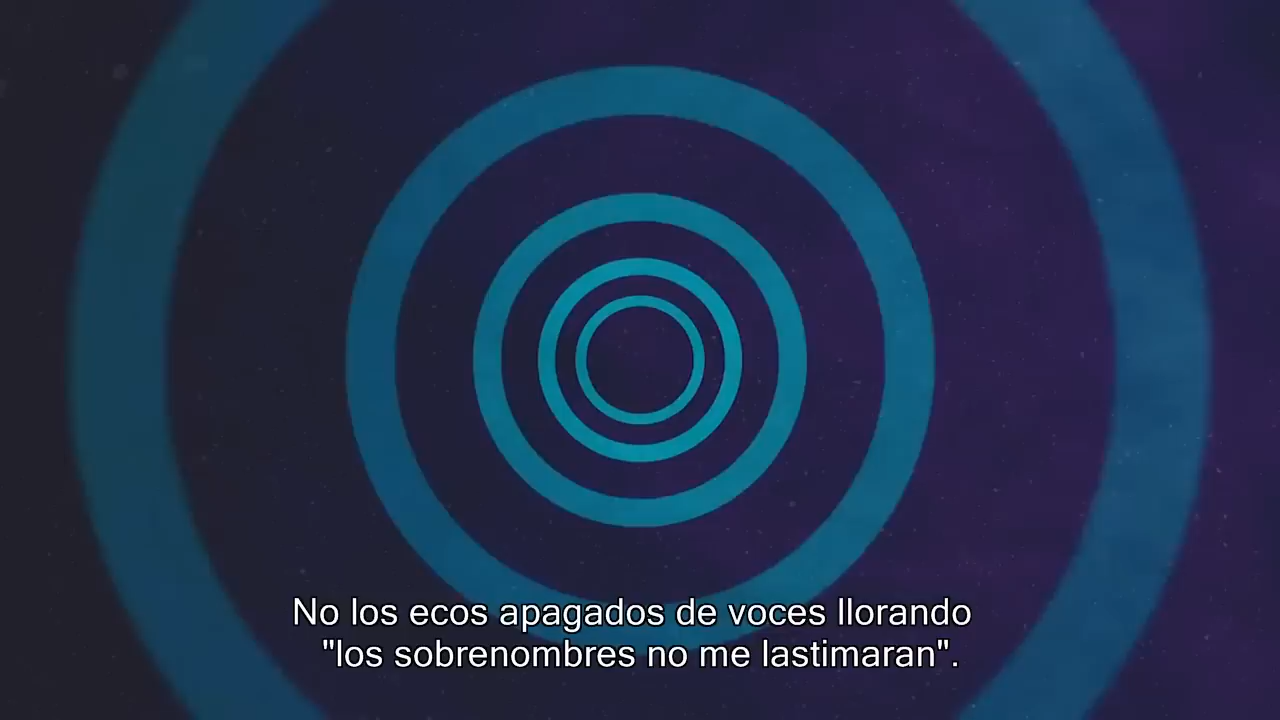 No los ecos apagados de voces llorando
"los sobrenombres no me lastimaran".